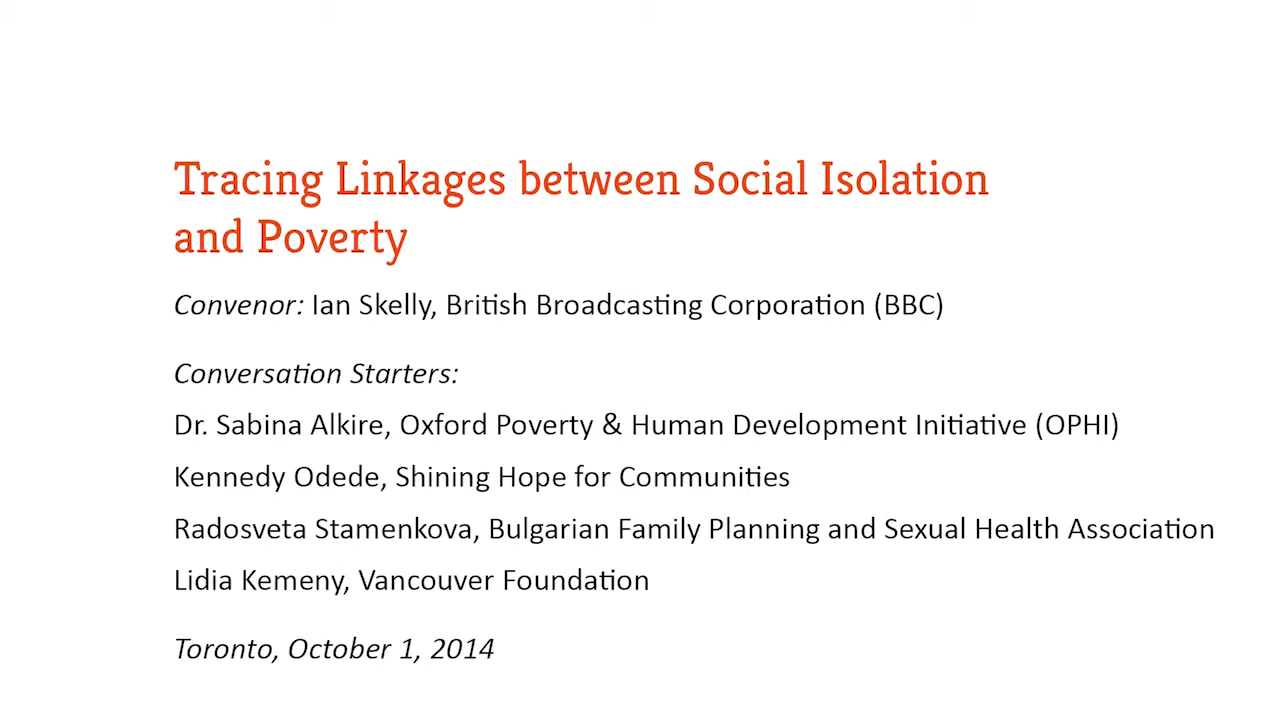 Tracing Linkages between Social Isolation
and Poverty
Convenor: Ian Skelly, British Broadcasting Corporation (BBC)
Conversation Starters:
Dr. Sabina Alkire, Oxford Poverty & Human Development Initiative (OPHI)
Kennedy Odede, Shining Hope for Communities
Radosveta Stamenkova, Bulgarian Family Planning and Sexual Health Association
Lidia Kemeny, Vancouver Foundation
Toronto, October 1, 2014